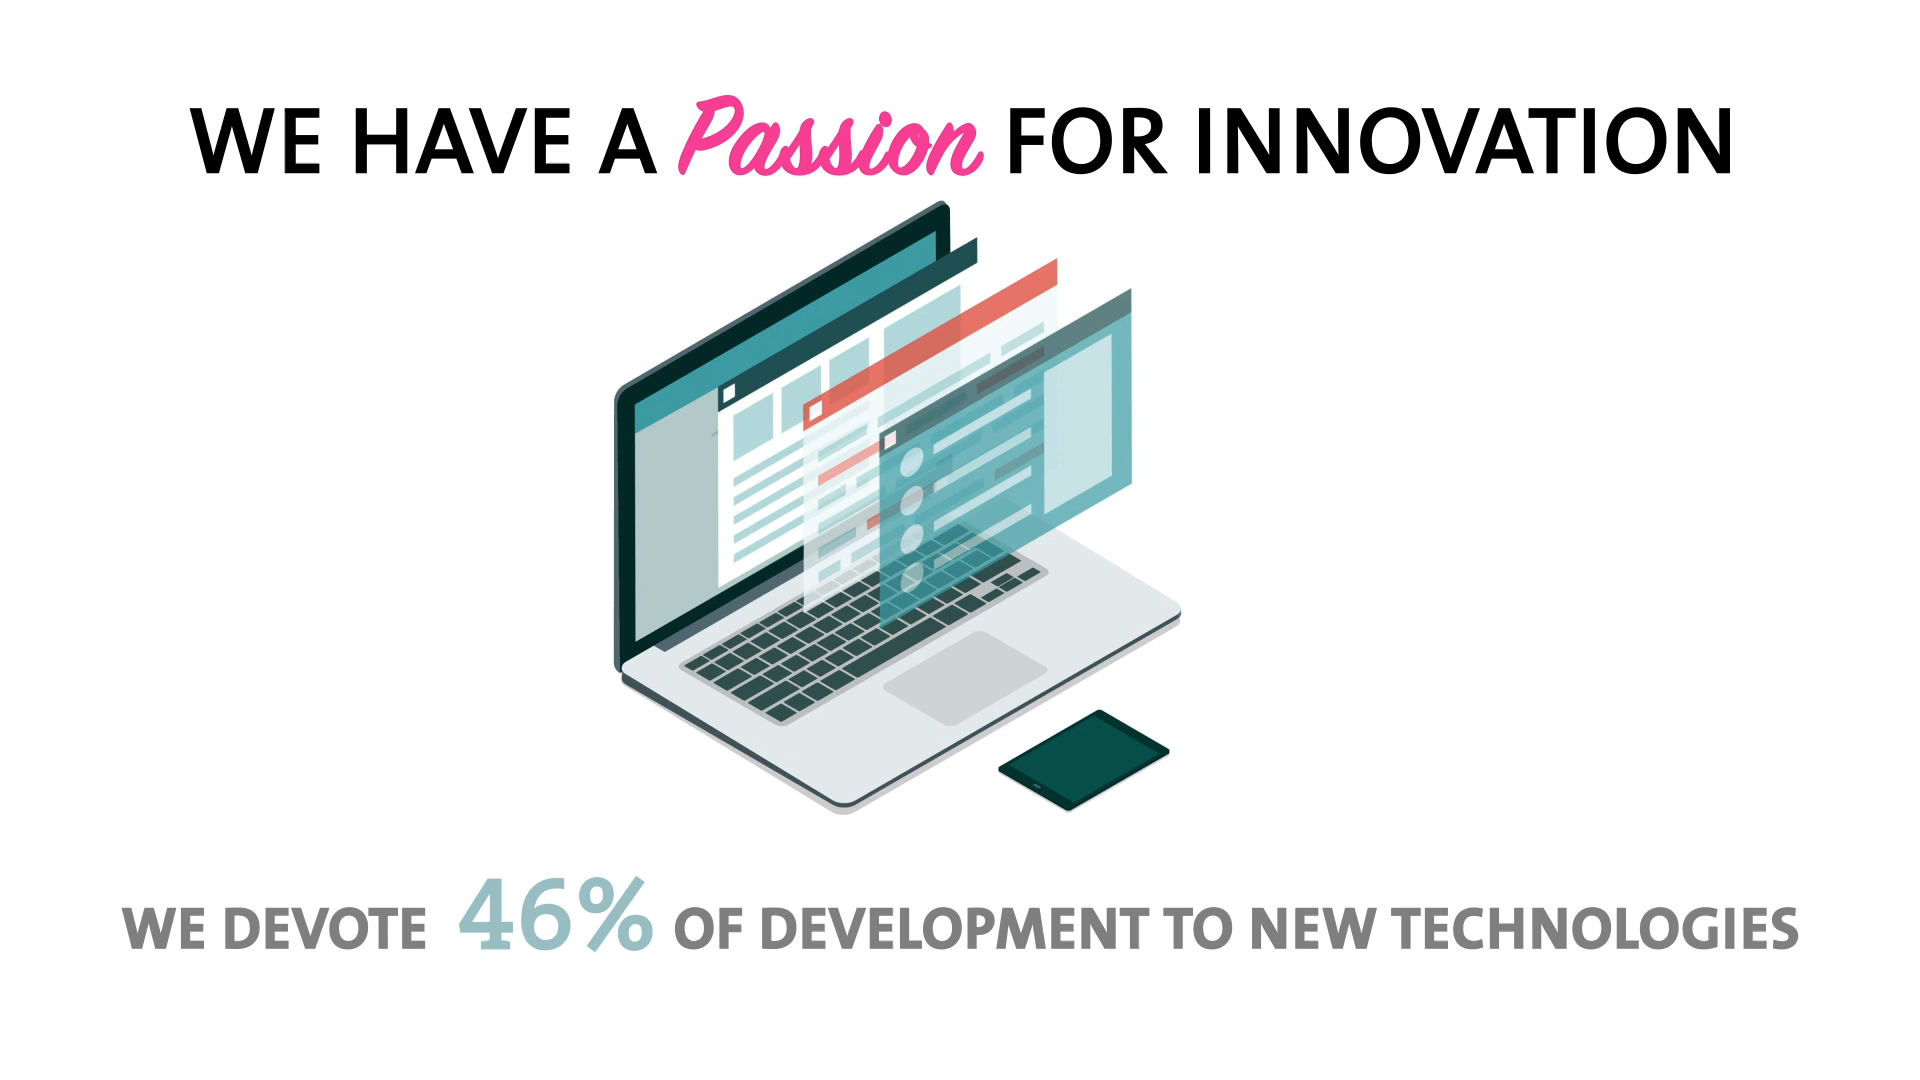 WE HAVE A Passion FOR INNOVATION
WE DEVOTE 46% OF DEVELOPMENT TO NEW TECHNOLOGIES